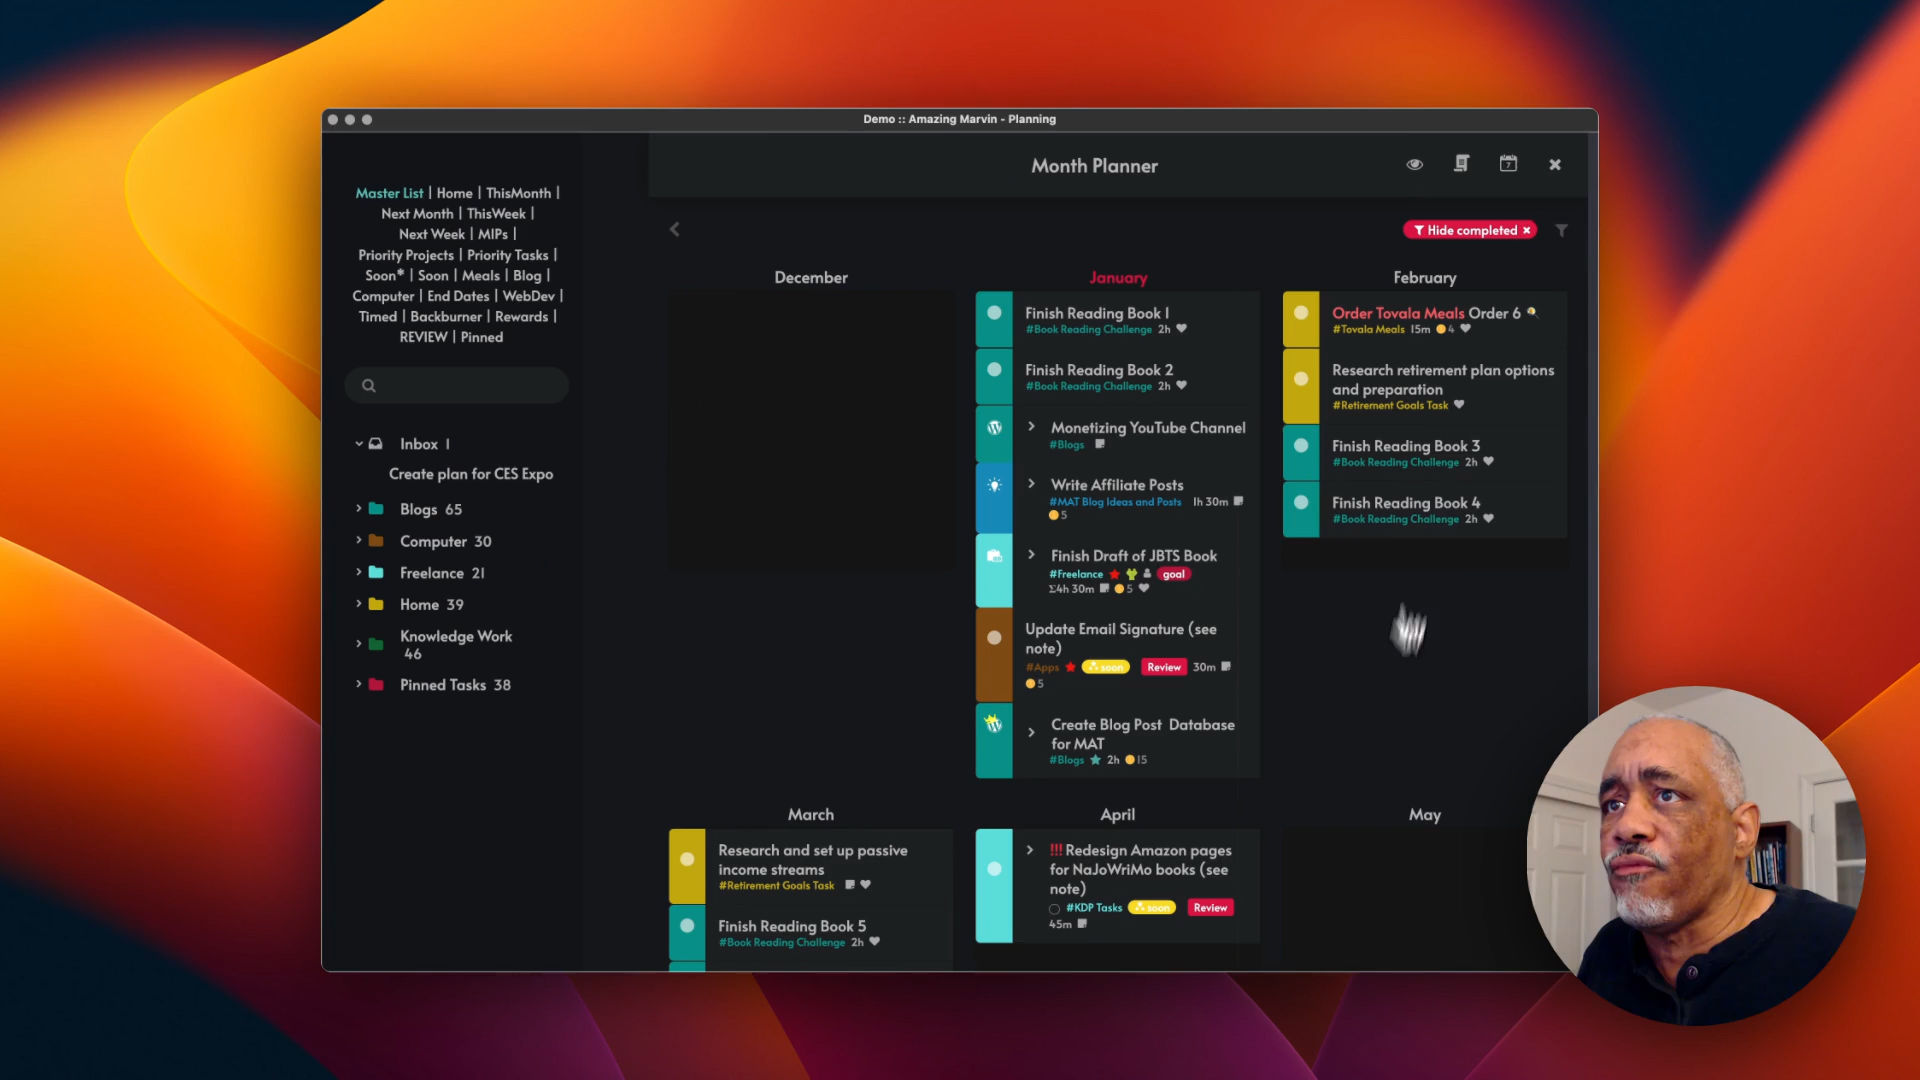 Demo :: Amazing Marvin - Planning
Month Planner
7
Master List | Home | ThisMonth |
Next Month | ThisWeek |
Next Week | MIPs |
Priority Projects | Priority Tasks |
Soon* | Soon | Meals | Blog |
Computer | End Dates | WebDev |
Timed | Backburner | Rewards |
REVIEW | Pinned
Inbox 1
Create plan for CES Expo
Blogs 65
Computer 30
Freelance 21
Home 39
Knowledge Work
46
Pinned Tasks 38
Hide completed ×
December
January
Finish Reading Book 1
#Book Reading Challenge 2h
Finish Reading Book 2
#Book Reading Challenge 2h
Monetizing YouTube Channel
#Blogs
Write Affiliate Posts
#MAT Blog Ideas and Posts 1h 30m
5
Finish Draft of JBTS Book
#Freelance goal
Σ4h 30m 5
Update Email Signature (see
note)
#Apps soon Review 30m
5
Create Blog Post Database
for MAT
#Blogs 2h 15
February
Order Tovala Meals Order 6
#Tovala Meals 15m 4
Research retirement plan options
and preparation
#Retirement Goals Task
Finish Reading Book 3
#Book Reading Challenge 2h
Finish Reading Book 4
#Book Reading Challenge 2h
March
Research and set up passive
income streams
#Retirement Goals Task
Finish Reading Book 5
#Book Reading Challenge 2h
April
!!! Redesign Amazon pages
for NaJoWriMo books (see
note)
#KDP Tasks soon Review
45m
May